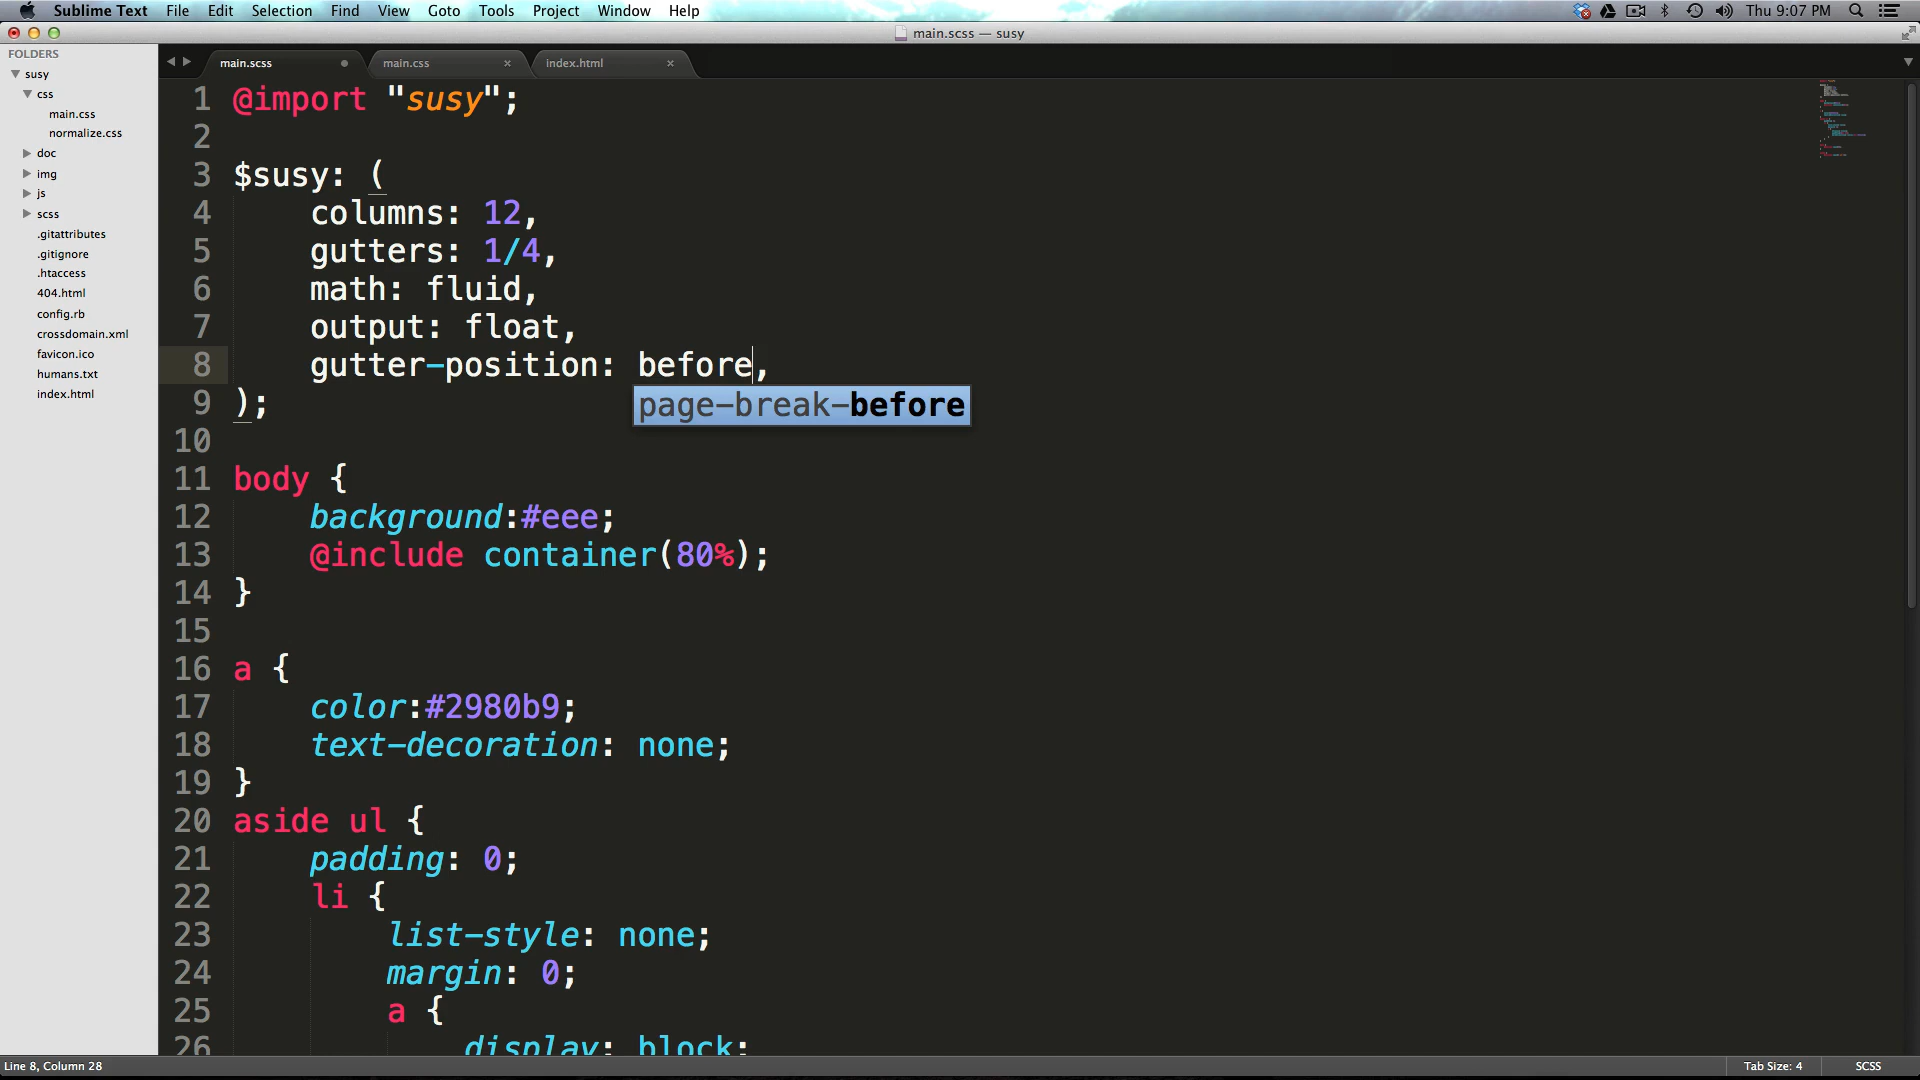 Sublime Text File Edit Selection Find View Goto Tools Project Window Help Thu 9:07 PM
main.scss — susy
FOLDERS
susy
css
main.css
normalize.css
doc
img
js
scss
.gitattributes
.gitignore
.htaccess
404.html
config.rb
crossdomain.xml
favicon.ico
humans.txt
index.html
main.scss main.css index.html
1 @import "susy";
2
3 $susy: (
4 columns: 12,
5 gutters: 1/4,
6 math: fluid,
7 output: float,
8 gutter-position: before,
page-break-before
9 );
10
11 body {
12 background:#eee;
13 @include container(80%);
14 }
15
16 a {
17 color:#2980b9;
18 text-decoration: none;
19 }
20 aside ul {
21 padding: 0;
22 li {
23 list-style: none;
24 margin: 0;
25 a {
26 display: block;
Line 8, Column 28 Tab Size: 4 SCSS